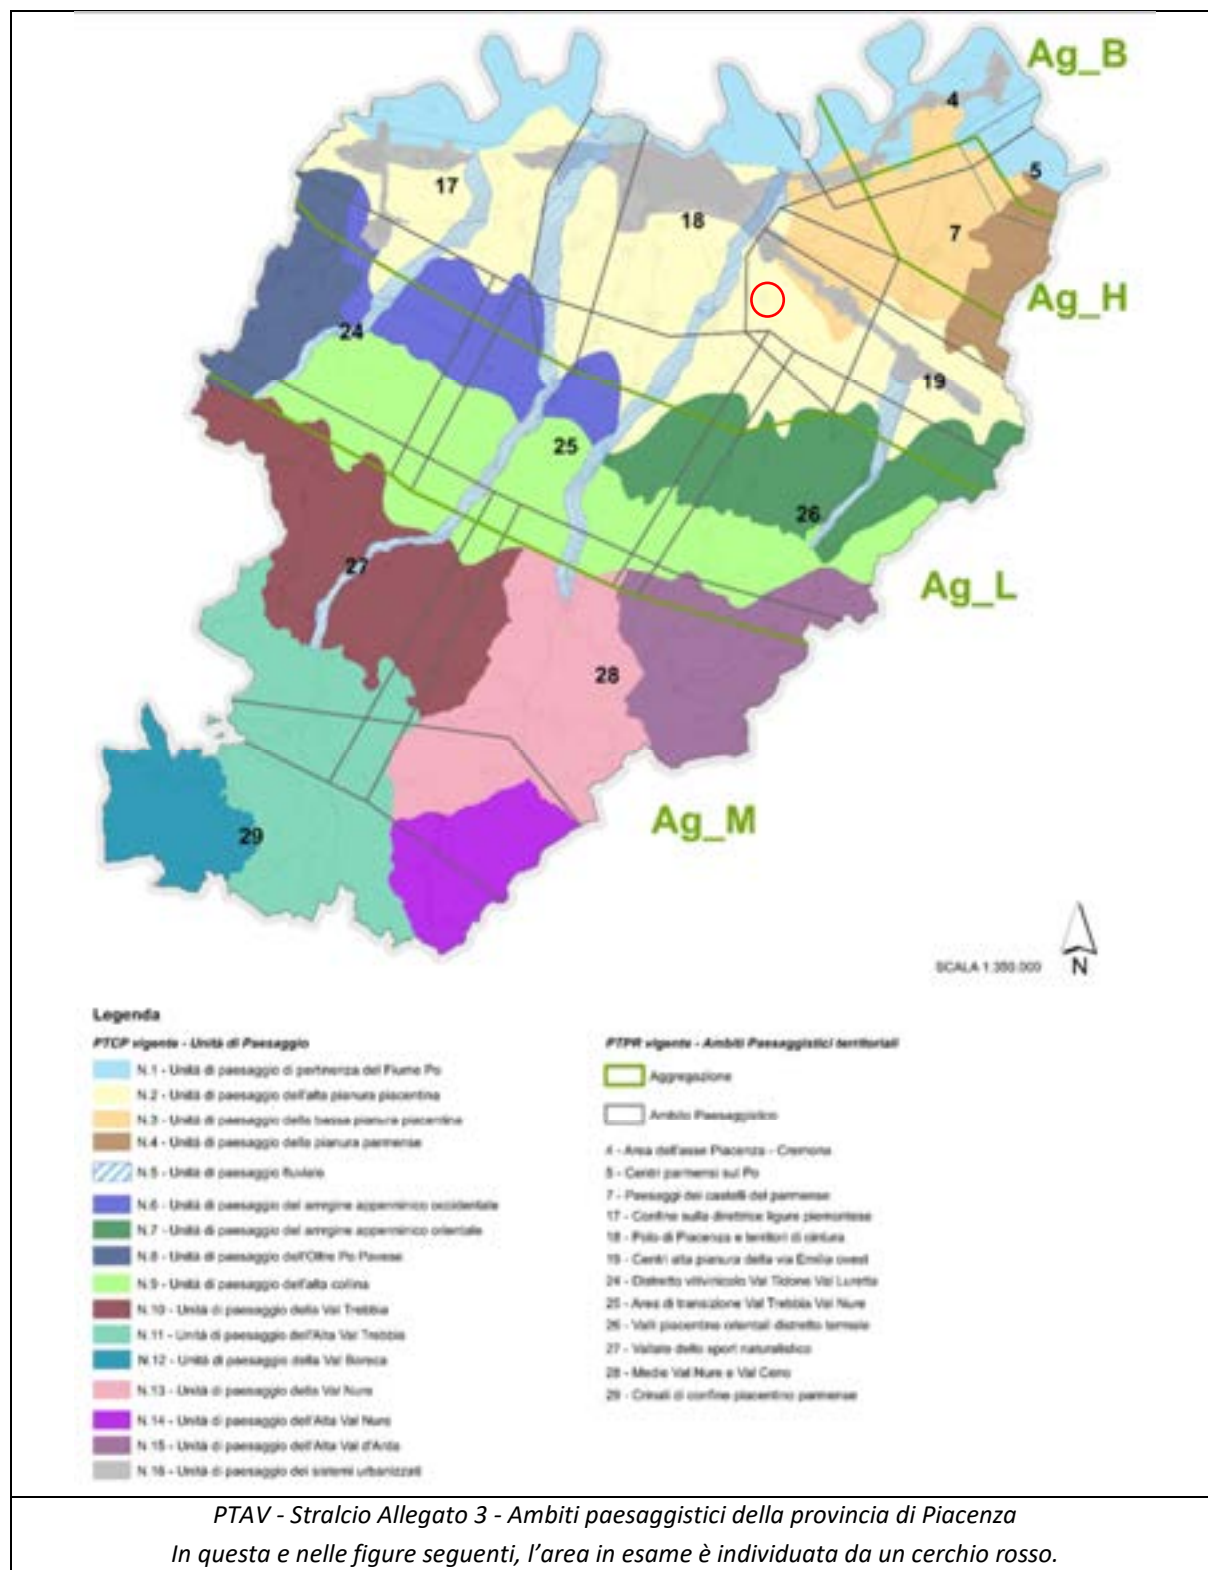 Ag_B
4
17
5
18
7
Ag_H
24
19
25
26
27
Ag_L
28
Ag_M
29
SCALA 1:350.000
N
Legenda
PTCP vigente - Unità di Paesaggio
N.1 - Unità di paesaggio di pertinenza del Fiume Po
N.2 - Unità di paesaggio dell'alta pianura piacentina
N.3 - Unità di paesaggio della bassa pianura piacentina
N.4 - Unità di paesaggio della pianura parmense
N.5 - Unità di paesaggio fluviale
N.6 - Unità di paesaggio del amrgine appenninico occidentale
N.7 - Unità di paesaggio del amrgine appenninico orientale
N.8 - Unità di paesaggio dell'Oltre Po Pavese
N.9 - Unità di paesaggio dell'alta collina
N.10 - Unità di paesaggio della Val Trebbia
N.11 - Unità di paesaggio dell'Alta Val Trebbia
N.12 - Unità di paesaggio della Val Boreca
N.13 - Unità di paesaggio della Val Nure
N.14 - Unità di paesaggio dell'Alta Val Nure
N.15 - Unità di paesaggio dell'Alta Val d'Arda
N.16 - Unità di paesaggio dei sistemi urbanizzati
PTPR vigente - Ambiti Paesaggistici territoriali
Aggregazione
Ambito Paesaggistico
4 - Area dell'asse Piacenza - Cremona
5 - Centri parmensi sul Po
7 - Paesaggi dei castelli del parmense
17 - Confine sulla direttrice ligure piemontese
18 - Polo di Piacenza e territori di cintura
19 - Centri alta pianura della via Emilia ovest
24 - Distretto vitivinicolo Val Tidone Val Luretta
25 - Area di transizione Val Trebbia Val Nure
26 - Valli piacentine orientali distretto termale
27 - Vallate dello sport naturalistico
28 - Medie Val Nure e Val Ceno
29 - Crinali di confine piacentino parmense
PTAV - Stralcio Allegato 3 - Ambiti paesaggistici della provincia di Piacenza
In questa e nelle figure seguenti, l'area in esame è individuata da un cerchio rosso.